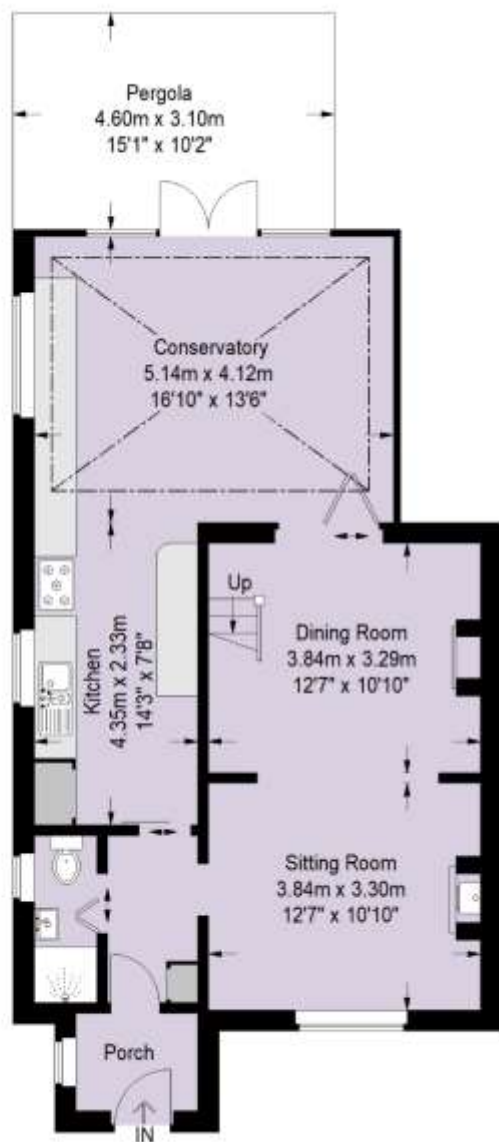 Pergola
4.60m x 3.10m
15'1" x 10'2"
Conservatory
5.14m x 4.12m
16'10" x 13'6"
Up
Dining Room
3.84m x 3.29m
12'7" x 10'10"
Kitchen
4.35m x 2.33m
14'3" x 7'8"
Sitting Room
3.84m x 3.30m
12'7" x 10'10"
Porch
IN